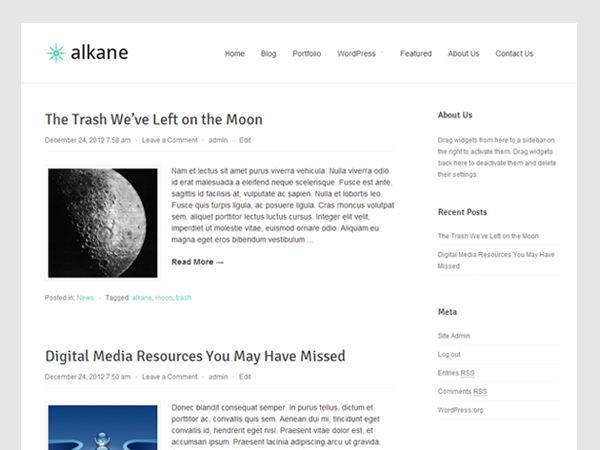 alkane
Home Blog Portfolio WordPress Featured About Us Contact Us
The Trash We've Left on the Moon
December 24, 2012 7:58 am - Leave a Comment - admin - Edit
Nam et lectus sit amet purus viverra vehicula. Nulla viverra odio
id erat malesuada a eleifend neque scelerisque. Fusce est ante,
sagittis id facilisis at, vulputate ac sapien. Nulla et lobortis leo.
Fusce quis turpis ligula, ac posuere ligula. Cras rhoncus volutpat
sem, aliquet porttitor lectus luctus cursus. Integer elit velit,
imperdiet ut molestie vitae, euismod ornare odio. Aliquam eu
magna eget eros bibendum vestibulum ...
Read More →
Posted in: News - Tagged: alkane, moon, trash
Digital Media Resources You May Have Missed
December 24, 2012 7:50 am - Leave a Comment - admin - Edit
Donec blandit consequat semper. In purus tellus, dictum et
porttitor ac, convallis quis sem. Aenean dui mi, tincidunt eget
convallis id, hendrerit eget nisl. Praesent vitae dolor est, et
accumsan ipsum. Praesent lacinia adipiscing arcu ut gravida.
About Us
Drag widgets from here to a sidebar on
the right to activate them. Drag widgets
back here to deactivate them and delete
their settings.
Recent Posts
The Trash We've Left on the Moon
Digital Media Resources You May Have
Missed
Meta
Site Admin
Log out
Entries RSS
Comments RSS
WordPress.org